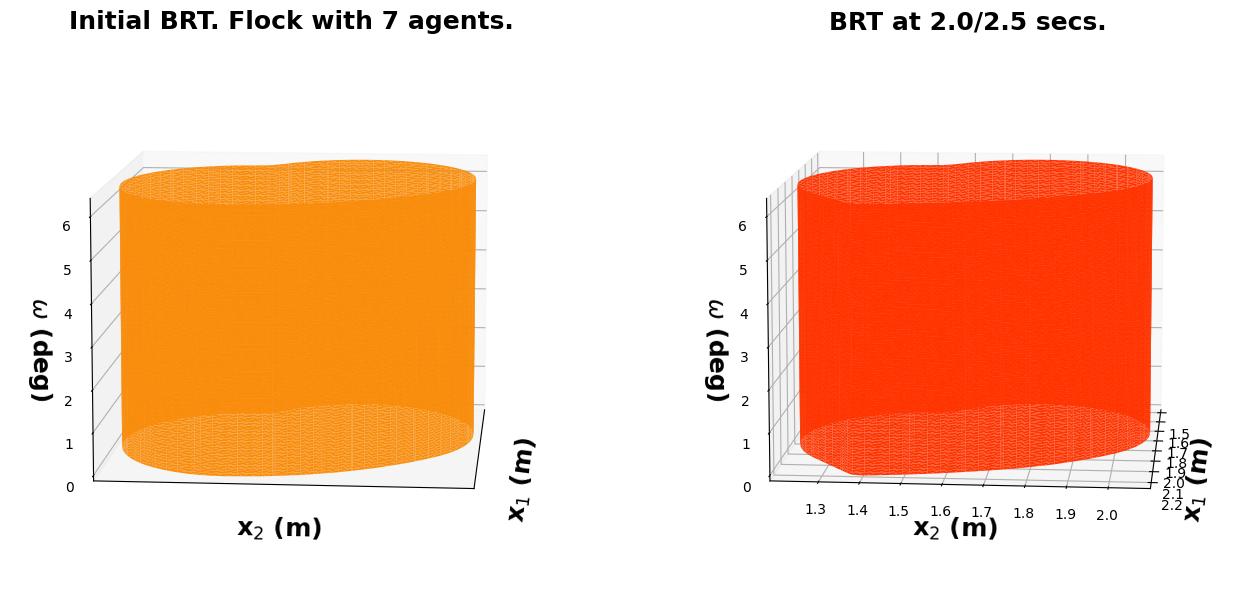 Initial BRT. Flock with 7 agents.
6
5
4
3
2
1
0
ω (deg)
x₂ (m)
x₁ (m)
BRT at 2.0/2.5 secs.
6
5
4
3
2
1
0
ω (deg)
1.3 1.4 1.5 1.6 1.7 1.8 1.9 2.0
x₂ (m)
1.5
1.6
1.7
1.8
1.9
2.0
2.1
2.2
x₁ (m)